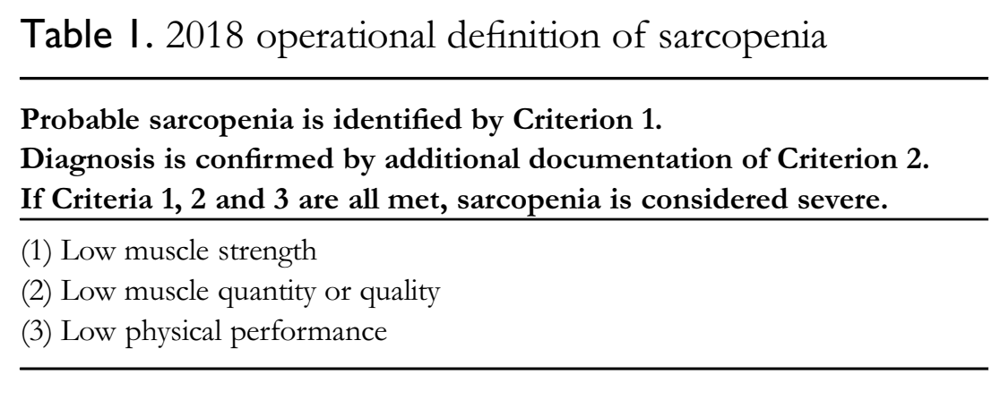 Table 1. 2018 operational definition of sarcopenia
Probable sarcopenia is identified by Criterion 1.
Diagnosis is confirmed by additional documentation of Criterion 2.
If Criteria 1, 2 and 3 are all met, sarcopenia is considered severe.
(1) Low muscle strength
(2) Low muscle quantity or quality
(3) Low physical performance